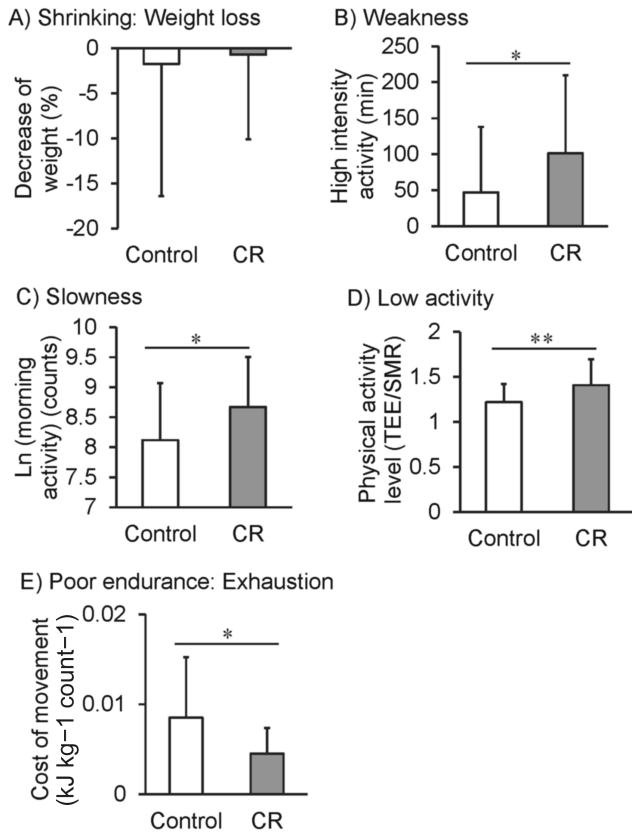 A) Shrinking: Weight loss
Decrease of
weight (%)
0
-5
-10
-15
-20
Control
CR
B) Weakness
High intensity
activity (min)
250
200
150
100
50
0
*
Control
CR
C) Slowness
Ln (morning
activity) (counts)
10
9.5
9
8.5
8
7.5
7
*
Control
CR
D) Low activity
Physical activity
level (TEE/SMR)
2
1.5
1
0.5
0
**
Control
CR
E) Poor endurance: Exhaustion
Cost of movement
(kJ kg−1 count−1)
0.02
0.01
0
*
Control
CR